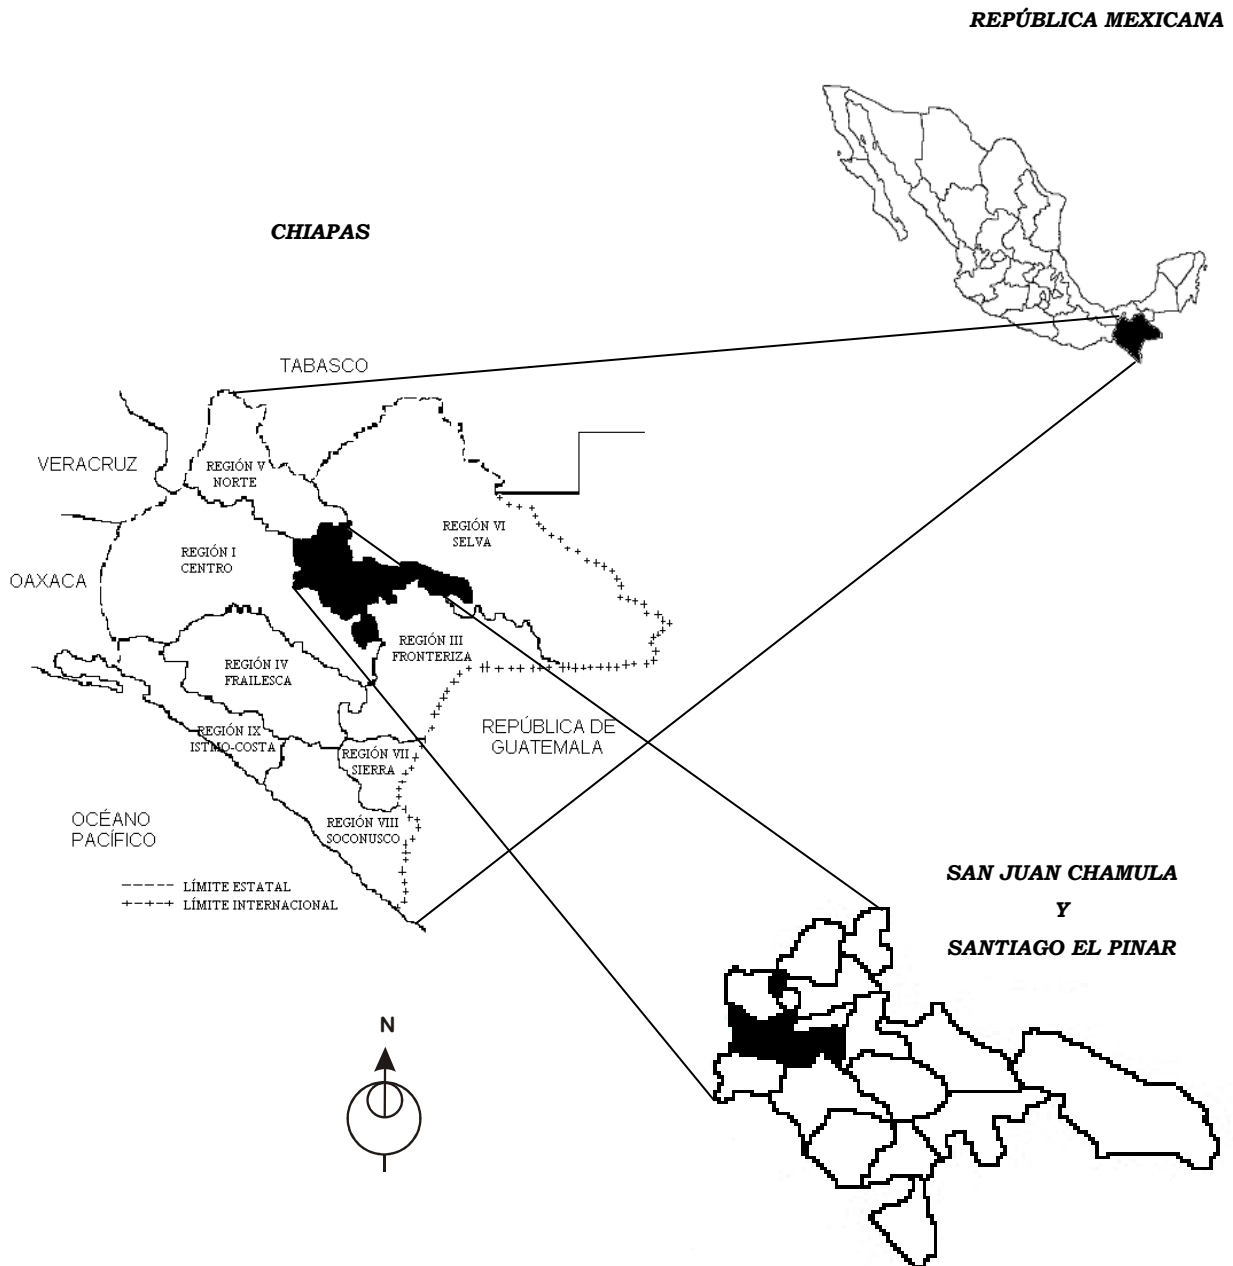 REPÚBLICA MEXICANA
CHIAPAS
TABASCO
VERACRUZ
REGIÓN V
NORTE
REGIÓN VI
SELVA
REGIÓN I
CENTRO
OAXACA
REGIÓN III
FRONTERIZA
REGIÓN IV
FRAILESCA
REGIÓN IX
ISTMO-COSTA
REPÚBLICA DE
GUATEMALA
REGIÓN VII
SIERRA
OCÉANO
PACÍFICO
REGIÓN VIII
SOCONUSCO
LÍMITE ESTATAL
LÍMITE INTERNACIONAL
SAN JUAN CHAMULA
Y
SANTIAGO EL PINAR
N